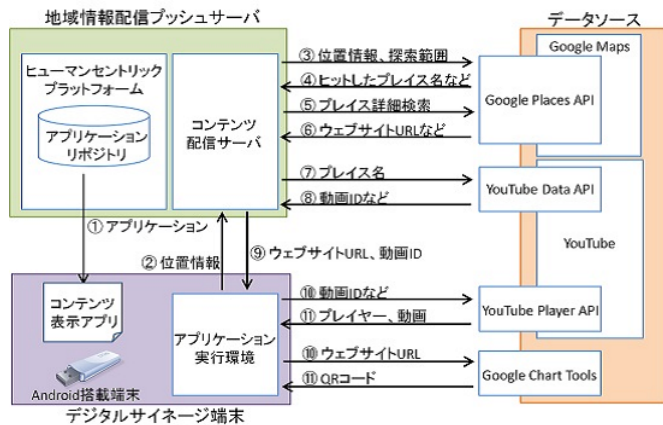 地域情報配信プッシュサーバ
データソース
ヒューマンセントリック
プラットフォーム
アプリケーション
リポジトリ
コンテンツ
配信サーバ
③ 位置情報、探索範囲
④ ヒットしたプレイス名など
⑤ プレイス詳細検索
⑥ ウェブサイトURLなど
⑦ プレイス名
⑧ 動画IDなど
Google Maps
Google Places API
YouTube Data API
YouTube
① アプリケーション
② 位置情報
⑨ ウェブサイトURL、動画ID
コンテンツ
表示アプリ
Android搭載端末
アプリケーション
実行環境
⑩ 動画IDなど
⑪ プレイヤー、動画
⑩ ウェブサイトURL
⑪ QRコード
YouTube Player API
Google Chart Tools
デジタルサイネージ端末